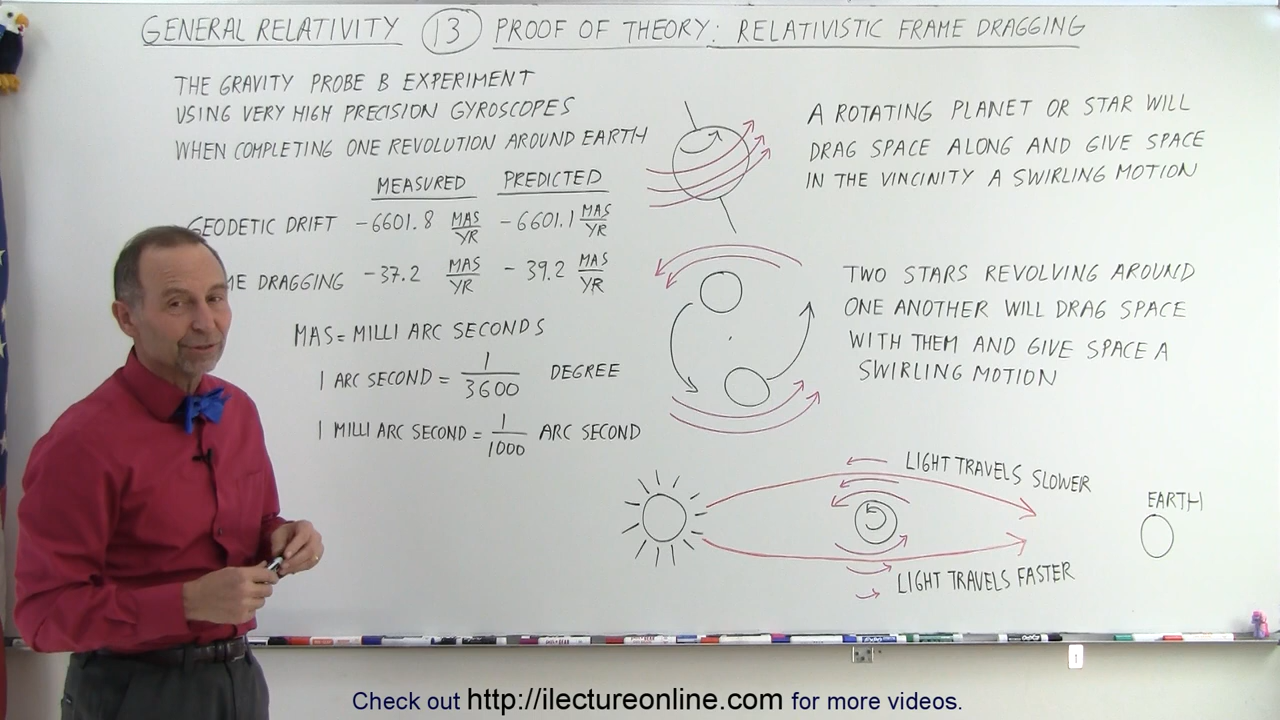 GENERAL RELATIVITY 13 PROOF OF THEORY: RELATIVISTIC FRAME DRAGGING
THE GRAVITY PROBE B EXPERIMENT
USING VERY HIGH PRECISION GYROSCOPES
WHEN COMPLETING ONE REVOLUTION AROUND EARTH
MEASURED PREDICTED
GEODETIC DRIFT -6601.8 MAS/YR -6601.1 MAS/YR
ME DRAGGING -37.2 MAS/YR -39.2 MAS/YR
MAS = MILLI ARC SECONDS
1 ARC SECOND = 1/3600 DEGREE
1 MILLI ARC SECOND = 1/1000 ARC SECOND
A ROTATING PLANET OR STAR WILL
DRAG SPACE ALONG AND GIVE SPACE
IN THE VINCINITY A SWIRLING MOTION
TWO STARS REVOLVING AROUND
ONE ANOTHER WILL DRAG SPACE
WITH THEM AND GIVE SPACE A
SWIRLING MOTION
LIGHT TRAVELS SLOWER
EARTH
LIGHT TRAVELS FASTER
Check out http://ilectureonline.com for more videos.